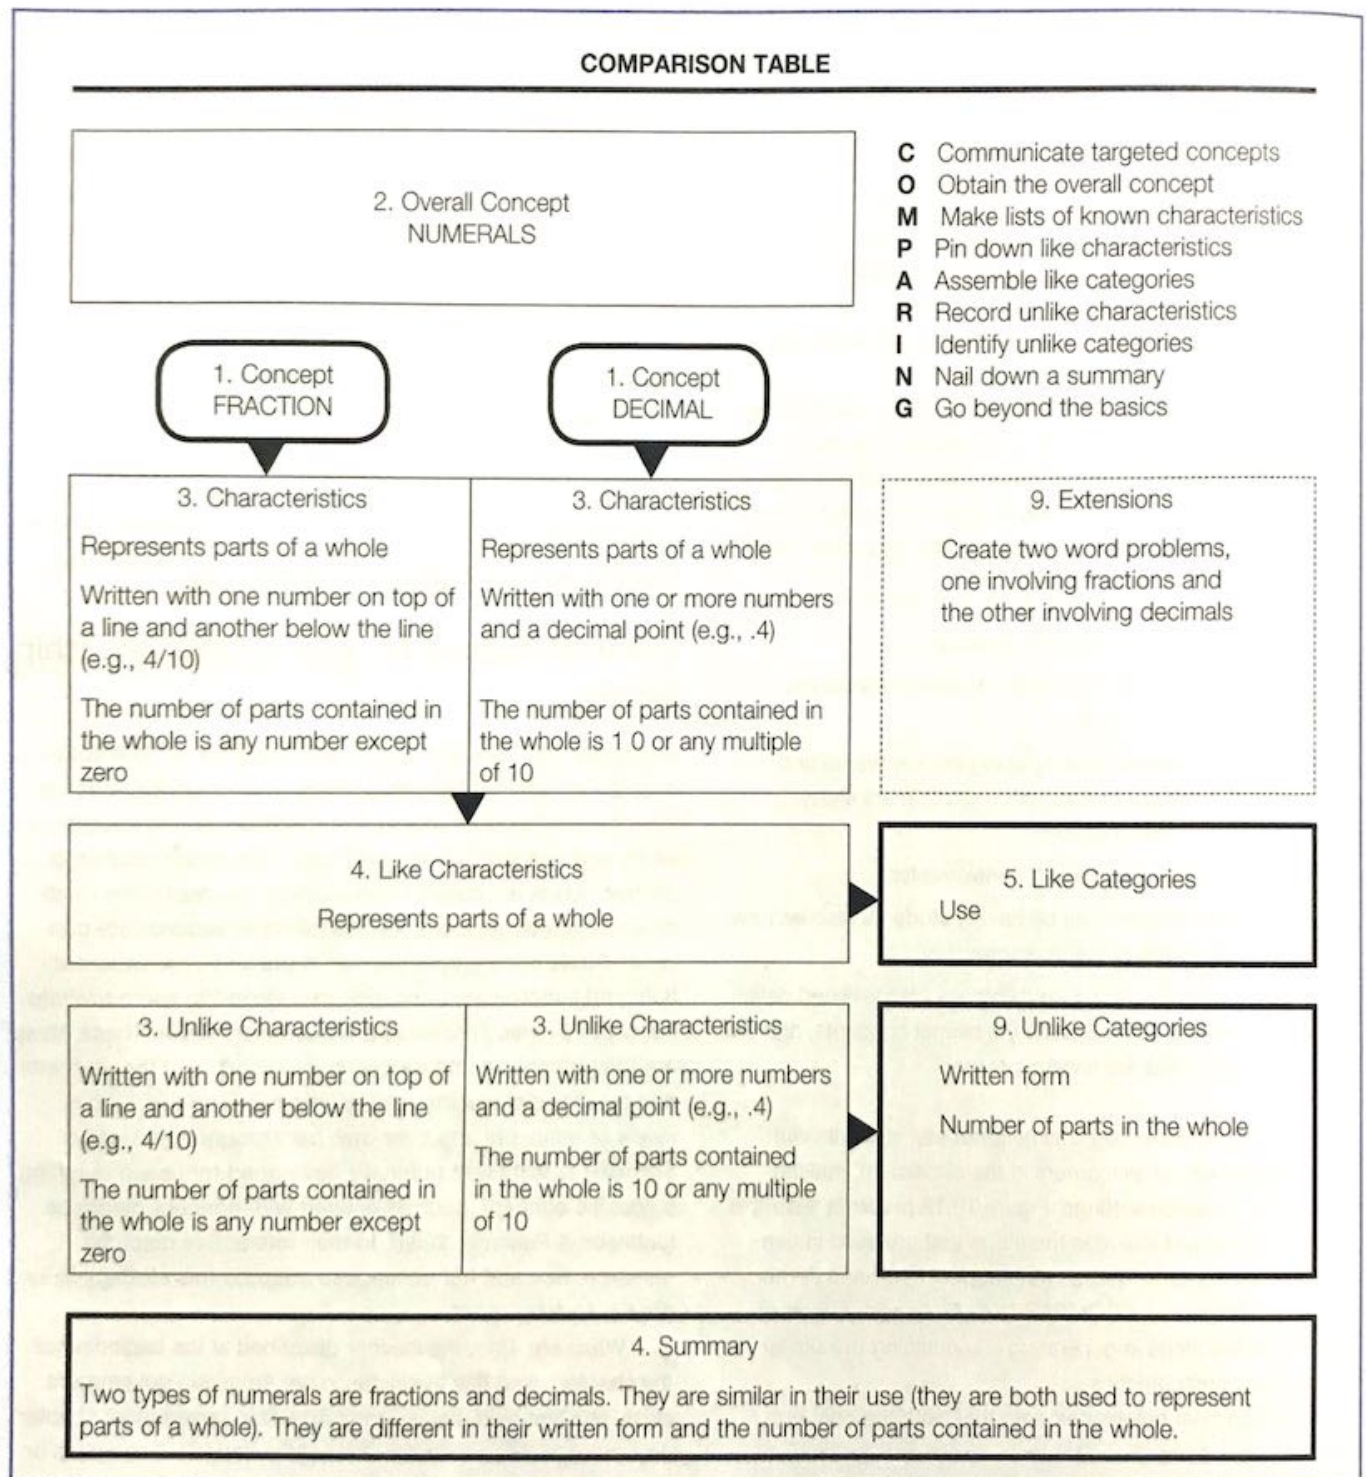 COMPARISON TABLE
2. Overall Concept
NUMERALS
C Communicate targeted concepts
O Obtain the overall concept
M Make lists of known characteristics
P Pin down like characteristics
A Assemble like categories
R Record unlike characteristics
I Identify unlike categories
N Nail down a summary
G Go beyond the basics
1. Concept
FRACTION
1. Concept
DECIMAL
3. Characteristics
Represents parts of a whole
Written with one number on top of
a line and another below the line
(e.g., 4/10)
The number of parts contained in
the whole is any number except
zero
3. Characteristics
Represents parts of a whole
Written with one or more numbers
and a decimal point (e.g., .4)
The number of parts contained in
the whole is 1 0 or any multiple
of 10
9. Extensions
Create two word problems,
one involving fractions and
the other involving decimals
4. Like Characteristics
Represents parts of a whole
5. Like Categories
Use
3. Unlike Characteristics
Written with one number on top of
a line and another below the line
(e.g., 4/10)
The number of parts contained in
the whole is any number except
zero
3. Unlike Characteristics
Written with one or more numbers
and a decimal point (e.g., .4)
The number of parts contained
in the whole is 10 or any multiple
of 10
9. Unlike Categories
Written form
Number of parts in the whole
4. Summary
Two types of numerals are fractions and decimals. They are similar in their use (they are both used to represent
parts of a whole). They are different in their written form and the number of parts contained in the whole.